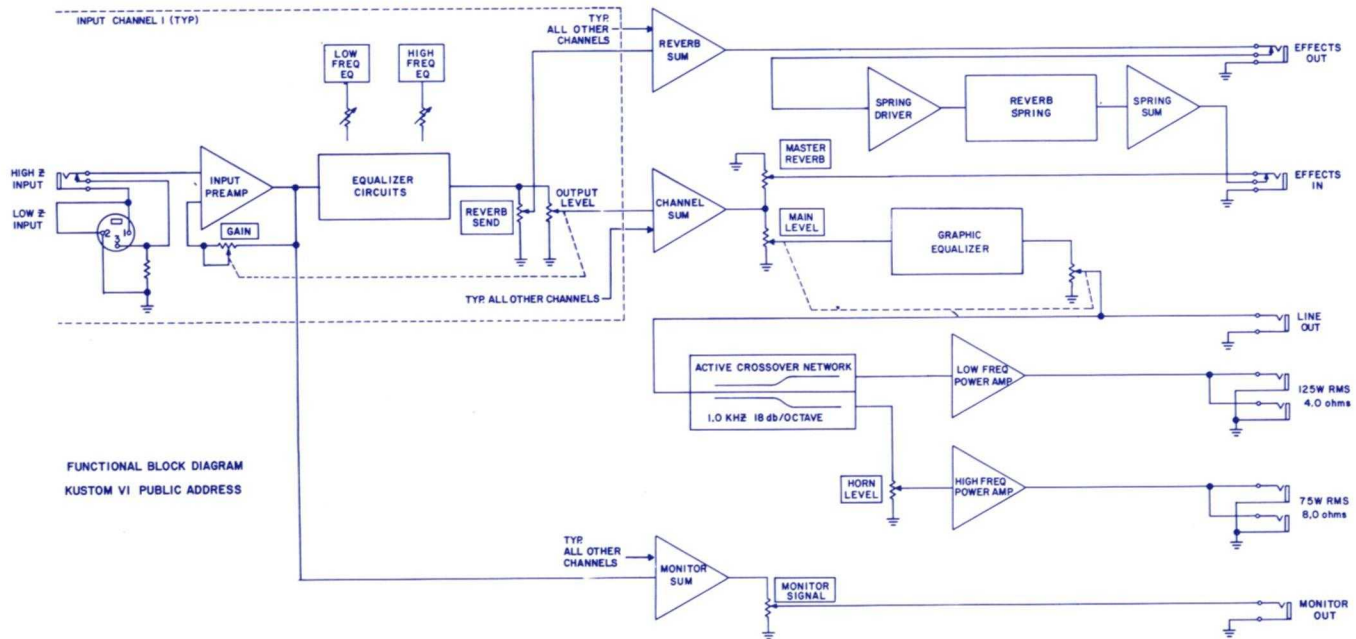 INPUT CHANNEL 1 (TYP)
LOW
FREQ
EQ
HIGH
FREQ
EQ
TYP.
ALL OTHER
CHANNELS
REVERB
SUM
EFFECTS
OUT
SPRING
DRIVER
REVERB
SPRING
SPRING
SUM
HIGH Z
INPUT
LOW Z
INPUT
2
1
3
INPUT
PREAMP
GAIN
EQUALIZER
CIRCUITS
REVERB
SEND
OUTPUT
LEVEL
MASTER
REVERB
EFFECTS
IN
CHANNEL
SUM
MAIN
LEVEL
GRAPHIC
EQUALIZER
TYP. ALL OTHER CHANNELS
LINE
OUT
ACTIVE CROSSOVER NETWORK
1.0 KHZ 18 db/OCTAVE
LOW FREQ
POWER AMP
125W RMS
4.0 ohms
HORN
LEVEL
HIGH FREQ
POWER AMP
75W RMS
8.0 ohms
FUNCTIONAL BLOCK DIAGRAM
KUSTOM VI PUBLIC ADDRESS
TYP.
ALL OTHER
CHANNELS
MONITOR
SUM
MONITOR
SIGNAL
MONITOR
OUT